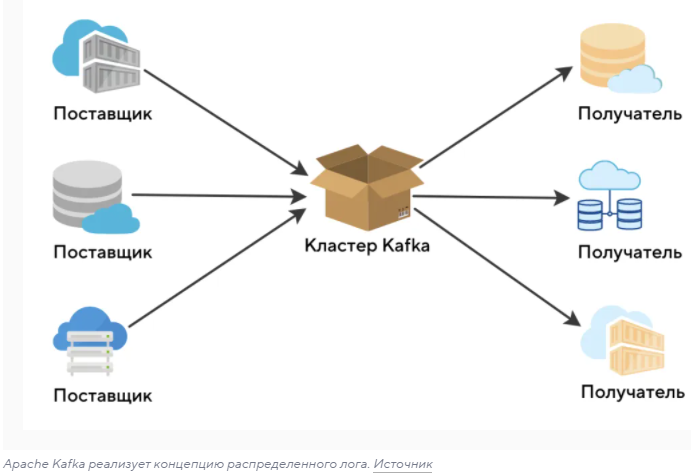 Поставщик
Получатель
Поставщик
Кластер Kafka
Получатель
Поставщик
Получатель
Apache Kafka реализует концепцию распределенного лога. Источник